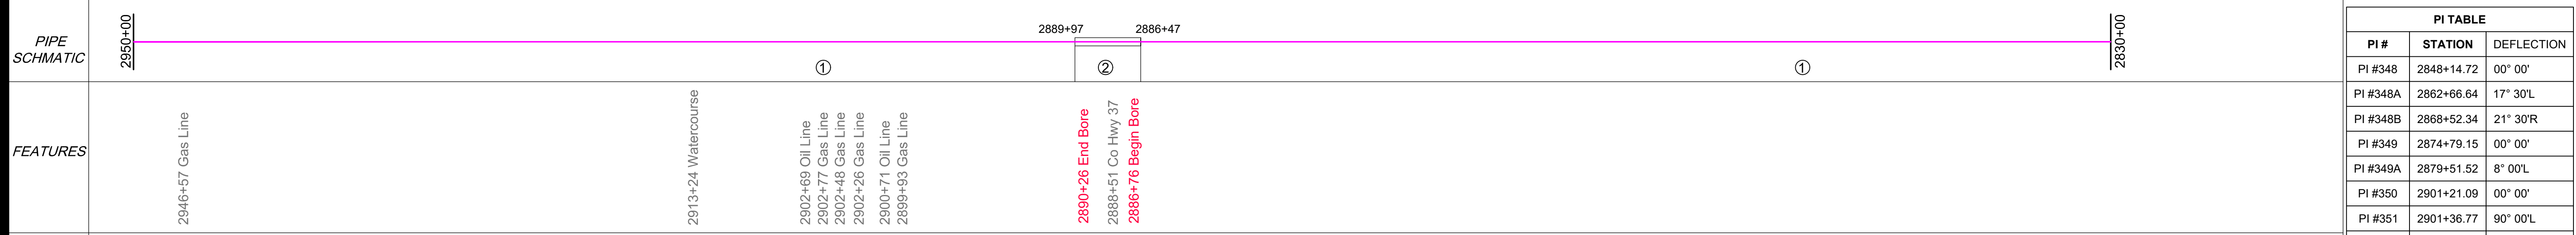 PIPE
SCHMATIC
2950+00
2889+97
2886+47
2830+00
1
2
1
FEATURES
2946+57 Gas Line
2913+24 Watercourse
2902+69 Oil Line
2902+77 Gas Line
2902+48 Gas Line
2902+26 Gas Line
2900+71 Oil Line
2899+93 Gas Line
2890+26 End Bore
2888+51 Co Hwy 37
2886+76 Begin Bore
PI TABLE
PI # STATION DEFLECTION
PI #348 2848+14.72 00° 00'
PI #348A 2862+66.64 17° 30'L
PI #348B 2868+52.34 21° 30'R
PI #349 2874+79.15 00° 00'
PI #349A 2879+51.52 8° 00'L
PI #350 2901+21.09 00° 00'
PI #351 2901+36.77 90° 00'L